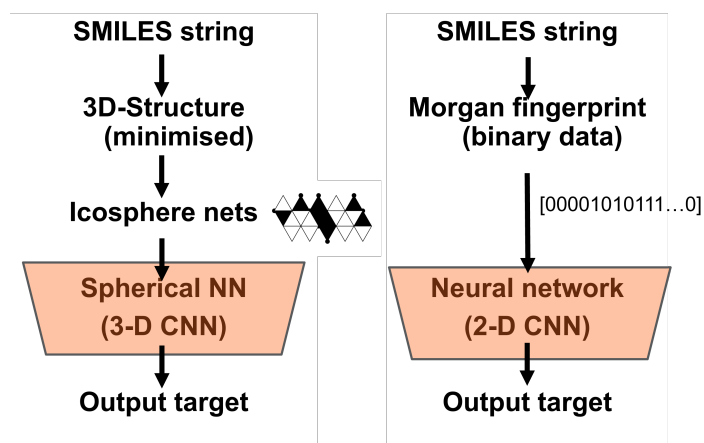 SMILES string
3D-Structure
(minimised)
Icosphere nets
Spherical NN
(3-D CNN)
Output target
SMILES string
Morgan fingerprint
(binary data)
[00001010111…0]
Neural network
(2-D CNN)
Output target